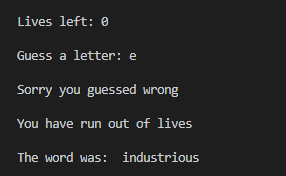 Lives left: 0
Guess a letter: e
Sorry you guessed wrong
You have run out of lives
The word was:  industrious